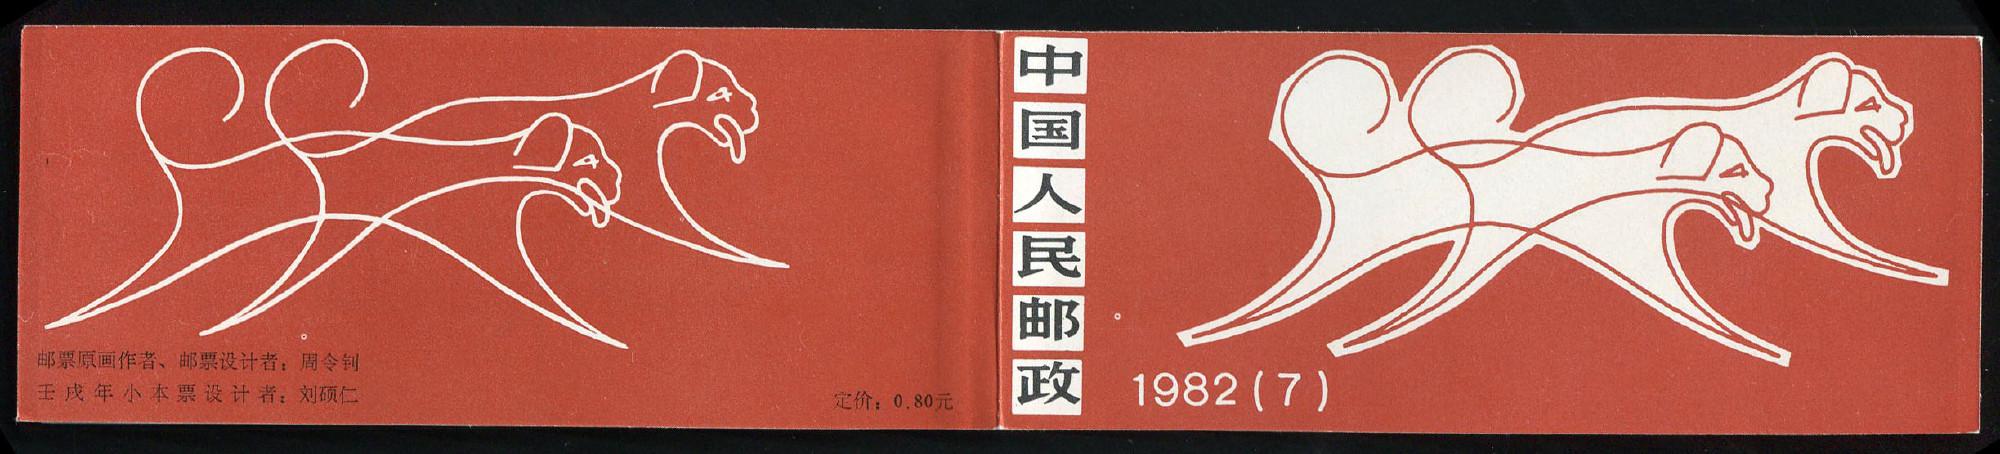 邮票原画作者、邮票设计者：周令钊
壬戌年小本票设计者：刘硕仁
定价：0.80元
中国人民邮政
1982(7)